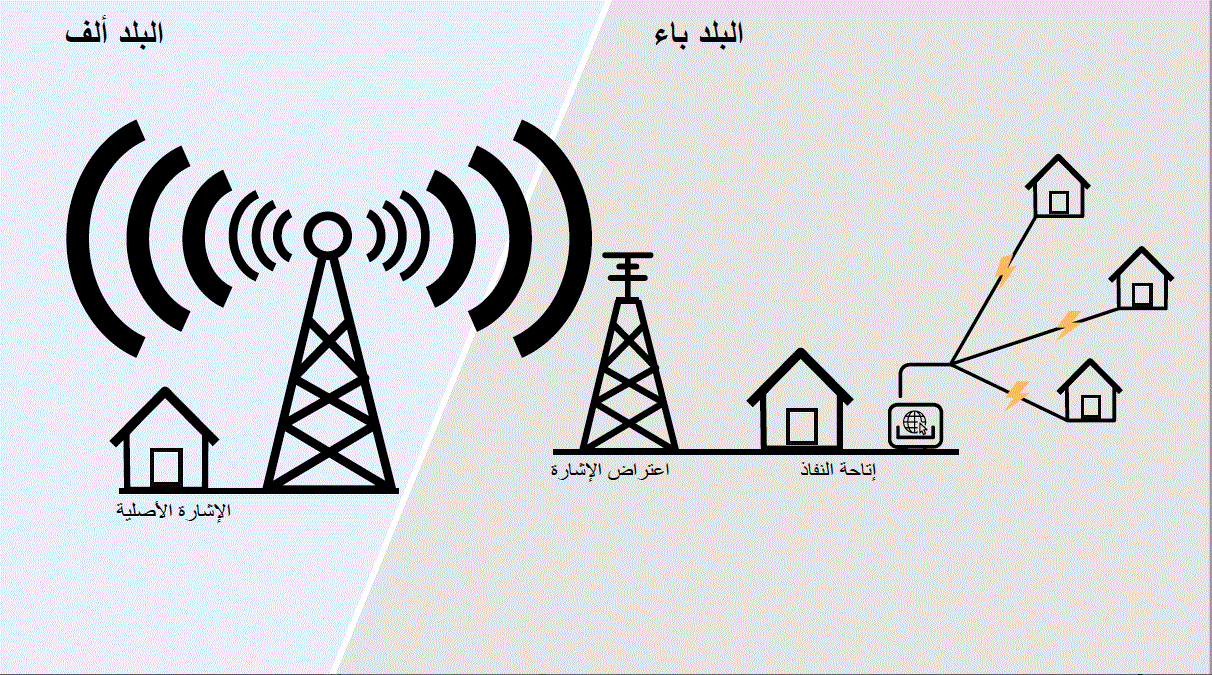 البلد ألف
البلد باء
اعتراض الإشارة
إتاحة النفاذ
الإشارة الأصلية